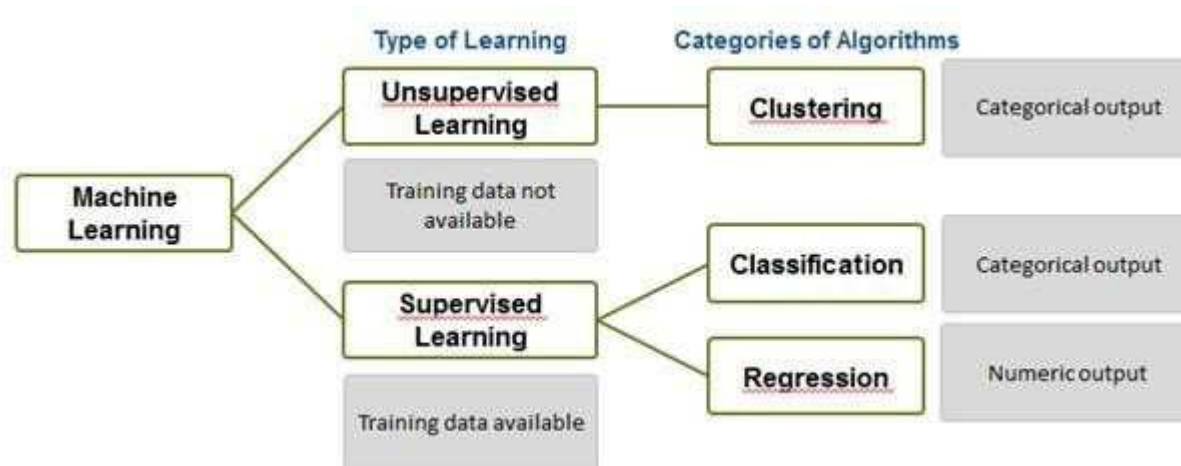 Type of Learning
Categories of Algorithms
Unsupervised
Learning
Clustering
Categorical output
Training data not
available
Machine
Learning
Classification
Categorical output
Supervised
Learning
Regression
Numeric output
Training data available